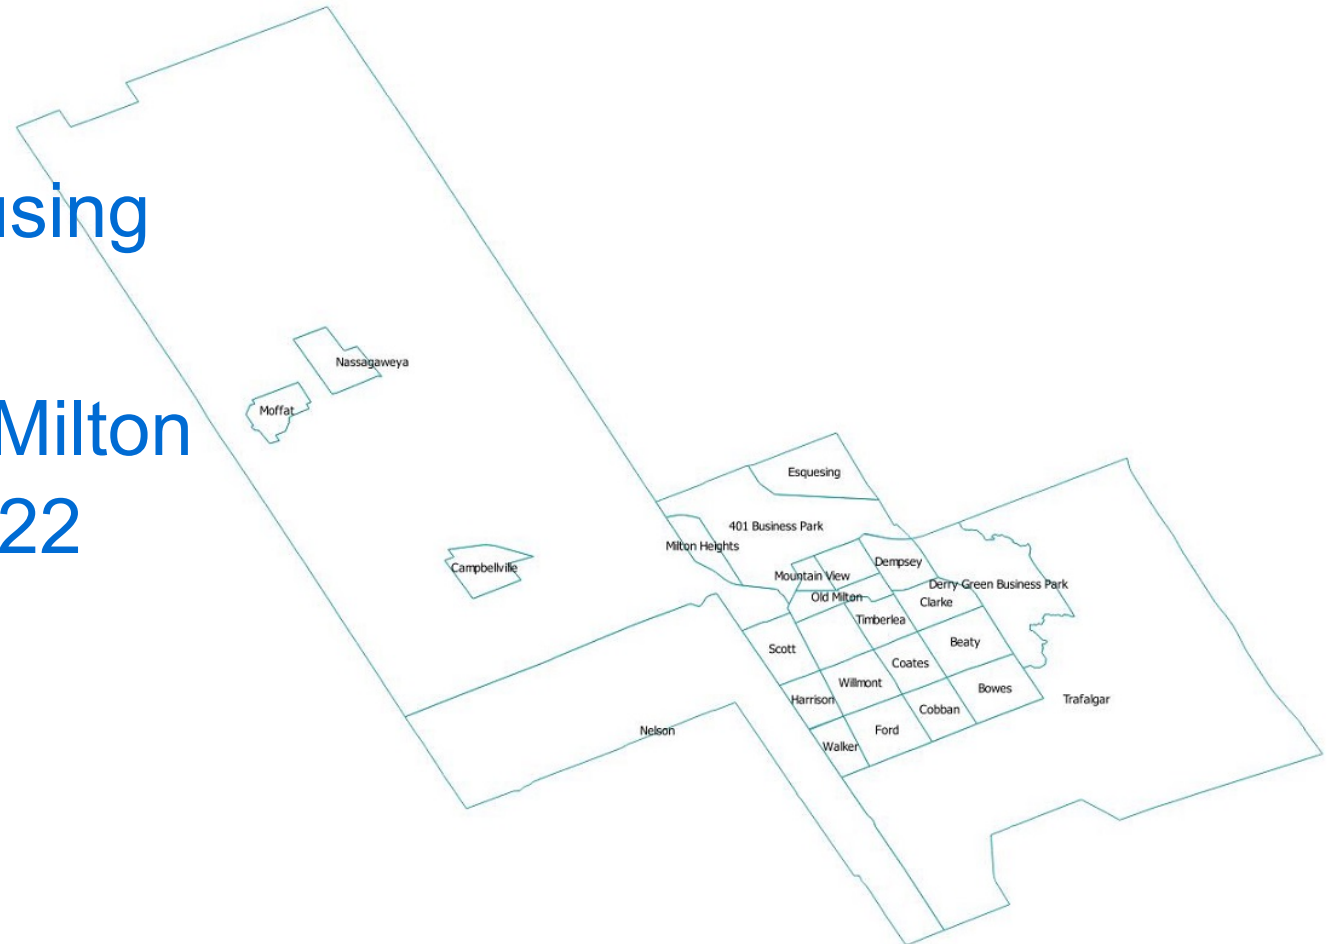 using
Milton
22
Nassagaweya
Moffat
Campbellville
Esquesing
401 Business Park
Milton Heights
Mountain View
Dempsey
Derry Green Business Park
Old Milton
Clarke
Timberlea
Beaty
Scott
Coates
Willmont
Bowes
Harrison
Cobban
Trafalgar
Ford
Nelson
Walker